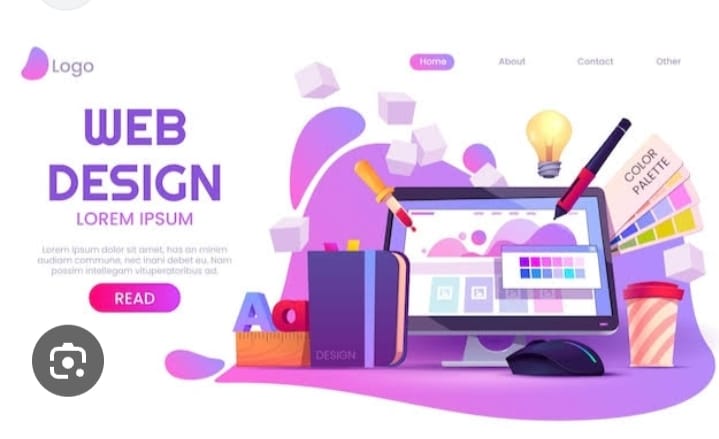 Logo
Home About Contact Other
WEB
DESIGN
LOREM IPSUM
Lorem ipsum dolor sit amet, has an minim
audiam commune, nec inani debet eu. Nam
possim intellegam vituperatoribus ad.
READ
COLOR
PALETTE
Aa
DESIGN